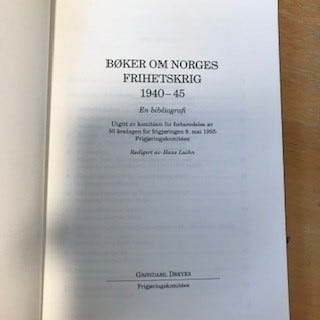 BØKER OM NORGES
FRIHETSKRIG
1940–45
En bibliografi
Utgitt av komitéen for forberedelse av
50 årsdagen for frigjøringen 8. mai 1995
Frigjøringskomitéen
Redigert av Hans Luihn
GRØNDAHL DREYER
Frigjøringskomitéen